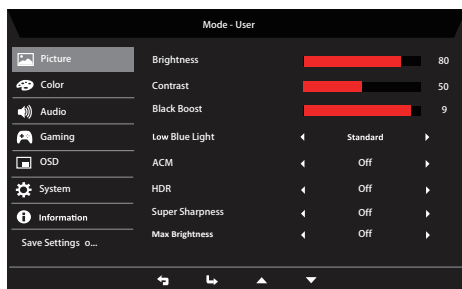 Mode - User
Picture
Brightness 80
Color
Contrast 50
Audio
Black Boost 9
Gaming
Low Blue Light Standard
OSD
ACM Off
System
HDR Off
Information
Super Sharpness Off
Save Settings o...
Max Brightness Off